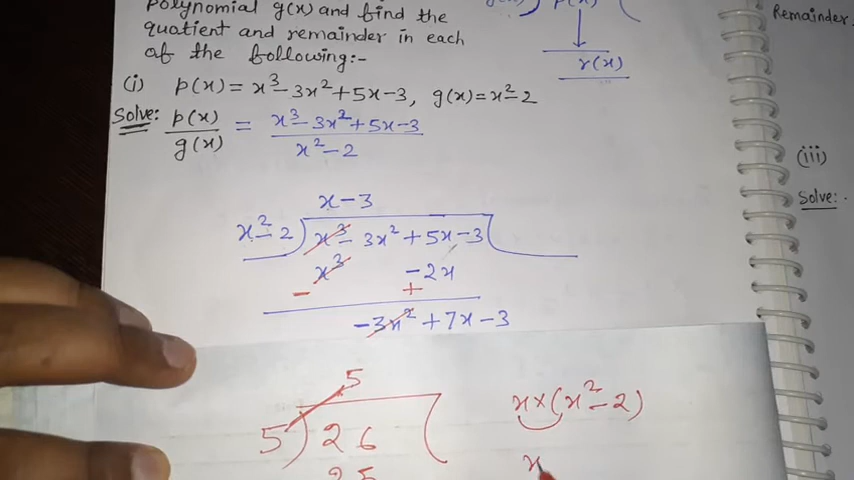 polynomial g(x) and find the
quotient and remainder in each
of the following:-
r(x)
Remainder.
(i) p(x) = x³ - 3x² + 5x - 3, g(x) = x² - 2
Solve: p(x)/g(x) = x³ - 3x² + 5x - 3/x² - 2
(iii)
Solve:
x - 3
x² - 2 ) x³ - 3x² + 5x - 3 (
x³ - 2x
- +
-3x² + 7x - 3
5
5 ) 26 (
25
x × (x² - 2)
x